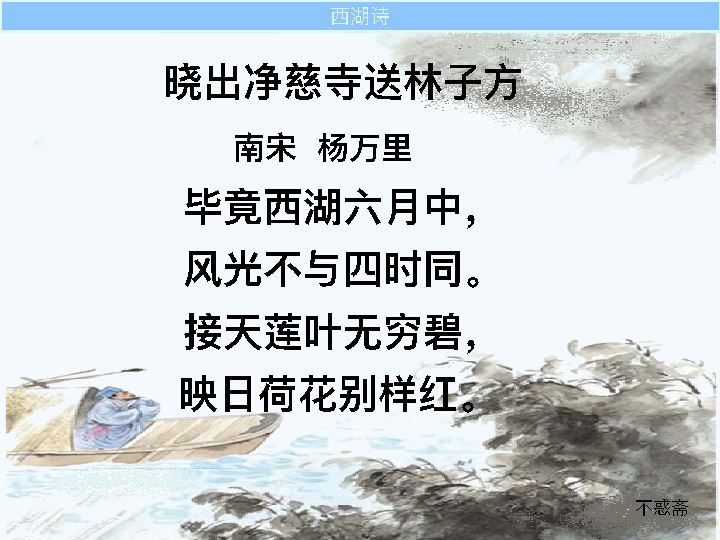 西湖诗
晓出净慈寺送林子方
南宋 杨万里
毕竟西湖六月中，
风光不与四时同。
接天莲叶无穷碧，
映日荷花别样红。
不惑斋